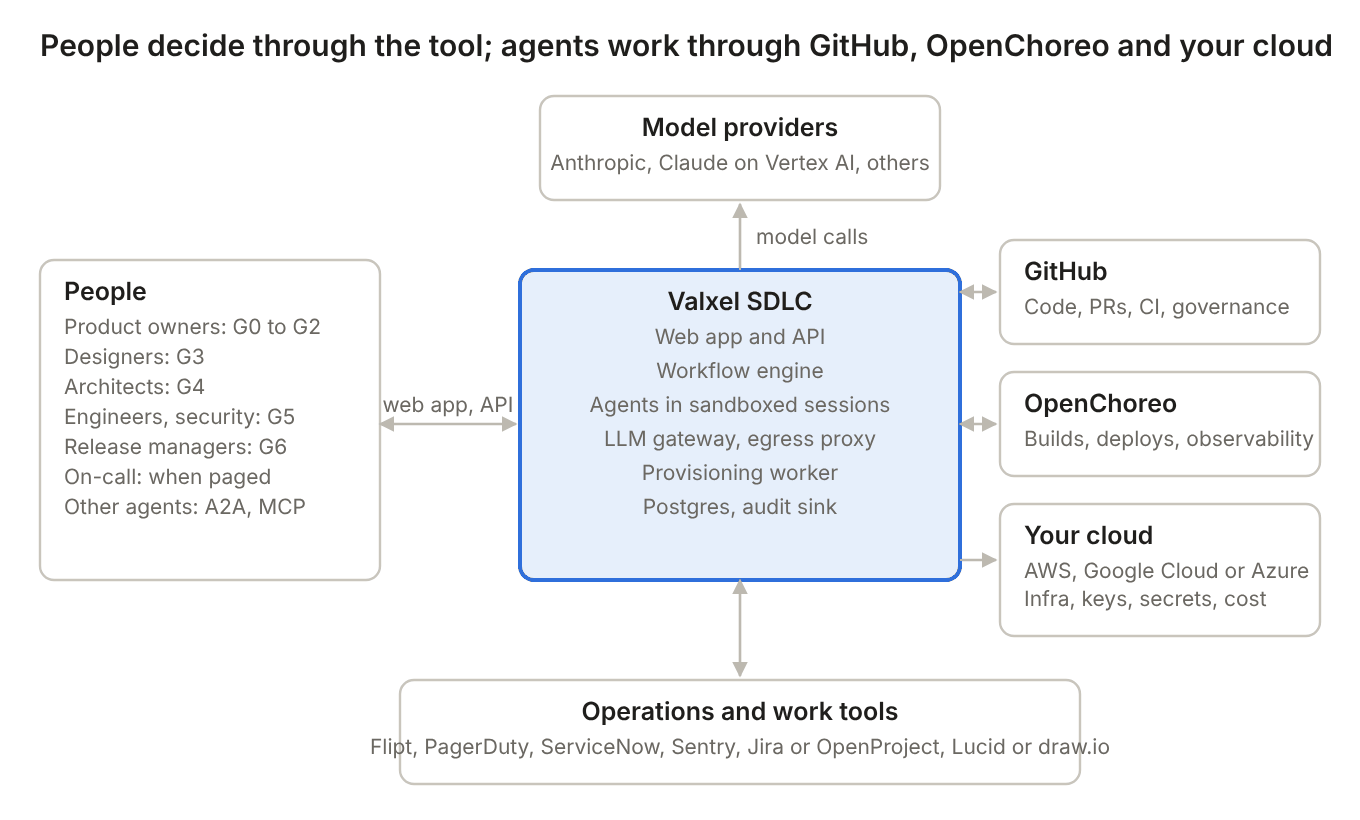 People decide through the tool; agents work through GitHub, OpenChoreo and your cloud
Model providers
Anthropic, Claude on Vertex AI, others
model calls
People
Product owners: G0 to G2
Designers: G3
Architects: G4
Engineers, security: G5
Release managers: G6
On-call: when paged
Other agents: A2A, MCP
web app, API
Valxel SDLC
Web app and API
Workflow engine
Agents in sandboxed sessions
LLM gateway, egress proxy
Provisioning worker
Postgres, audit sink
GitHub
Code, PRs, CI, governance
OpenChoreo
Builds, deploys, observability
Your cloud
AWS, Google Cloud or Azure
Infra, keys, secrets, cost
Operations and work tools
Flipt, PagerDuty, ServiceNow, Sentry, Jira or OpenProject, Lucid or draw.io